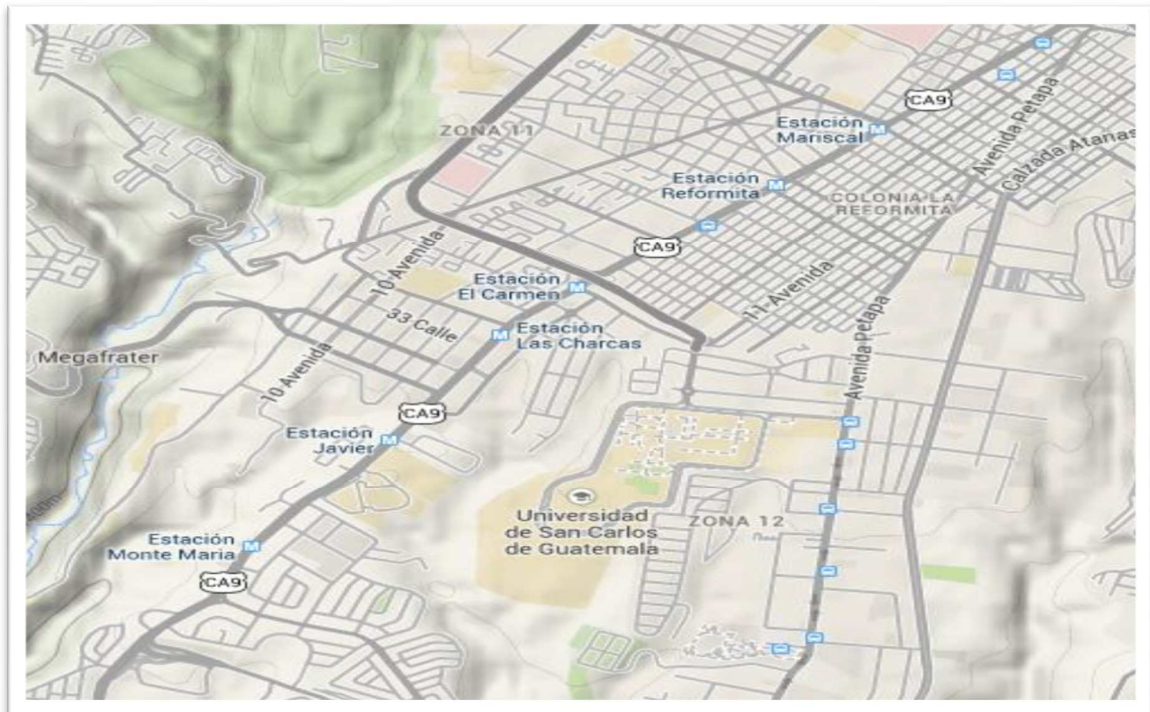 CA9
Estación
Mariscal
Avenida Petapa
Calzada Atanas
ZONA 11
Estación
Reformita
COLONIA LA
REFORMITA
CA9
10 Avenida
Estación
El Carmen
11 Avenida
33 Calle
Estación
Las Charcas
Avenida Petapa
Megafrater
10 Avenida
CA9
Estación
Javier
Universidad
de San Carlos
de Guatemala
ZONA 12
Estación
Monte Maria
CA9